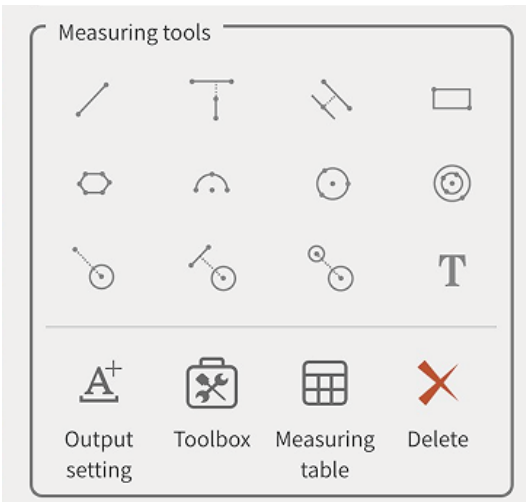 Measuring tools
T
A+
Output setting
Toolbox
Measuring table
Delete